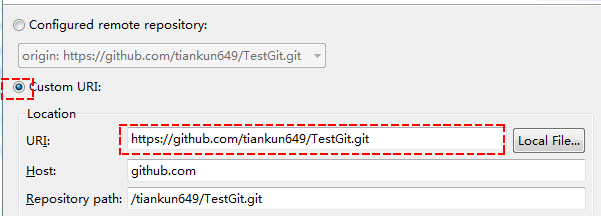 Configured remote repository:
origin: https://github.com/tiankun649/TestGit.git
Custom URI:
Location
URI: https://github.com/tiankun649/TestGit.git Local File...
Host: github.com
Repository path: /tiankun649/TestGit.git